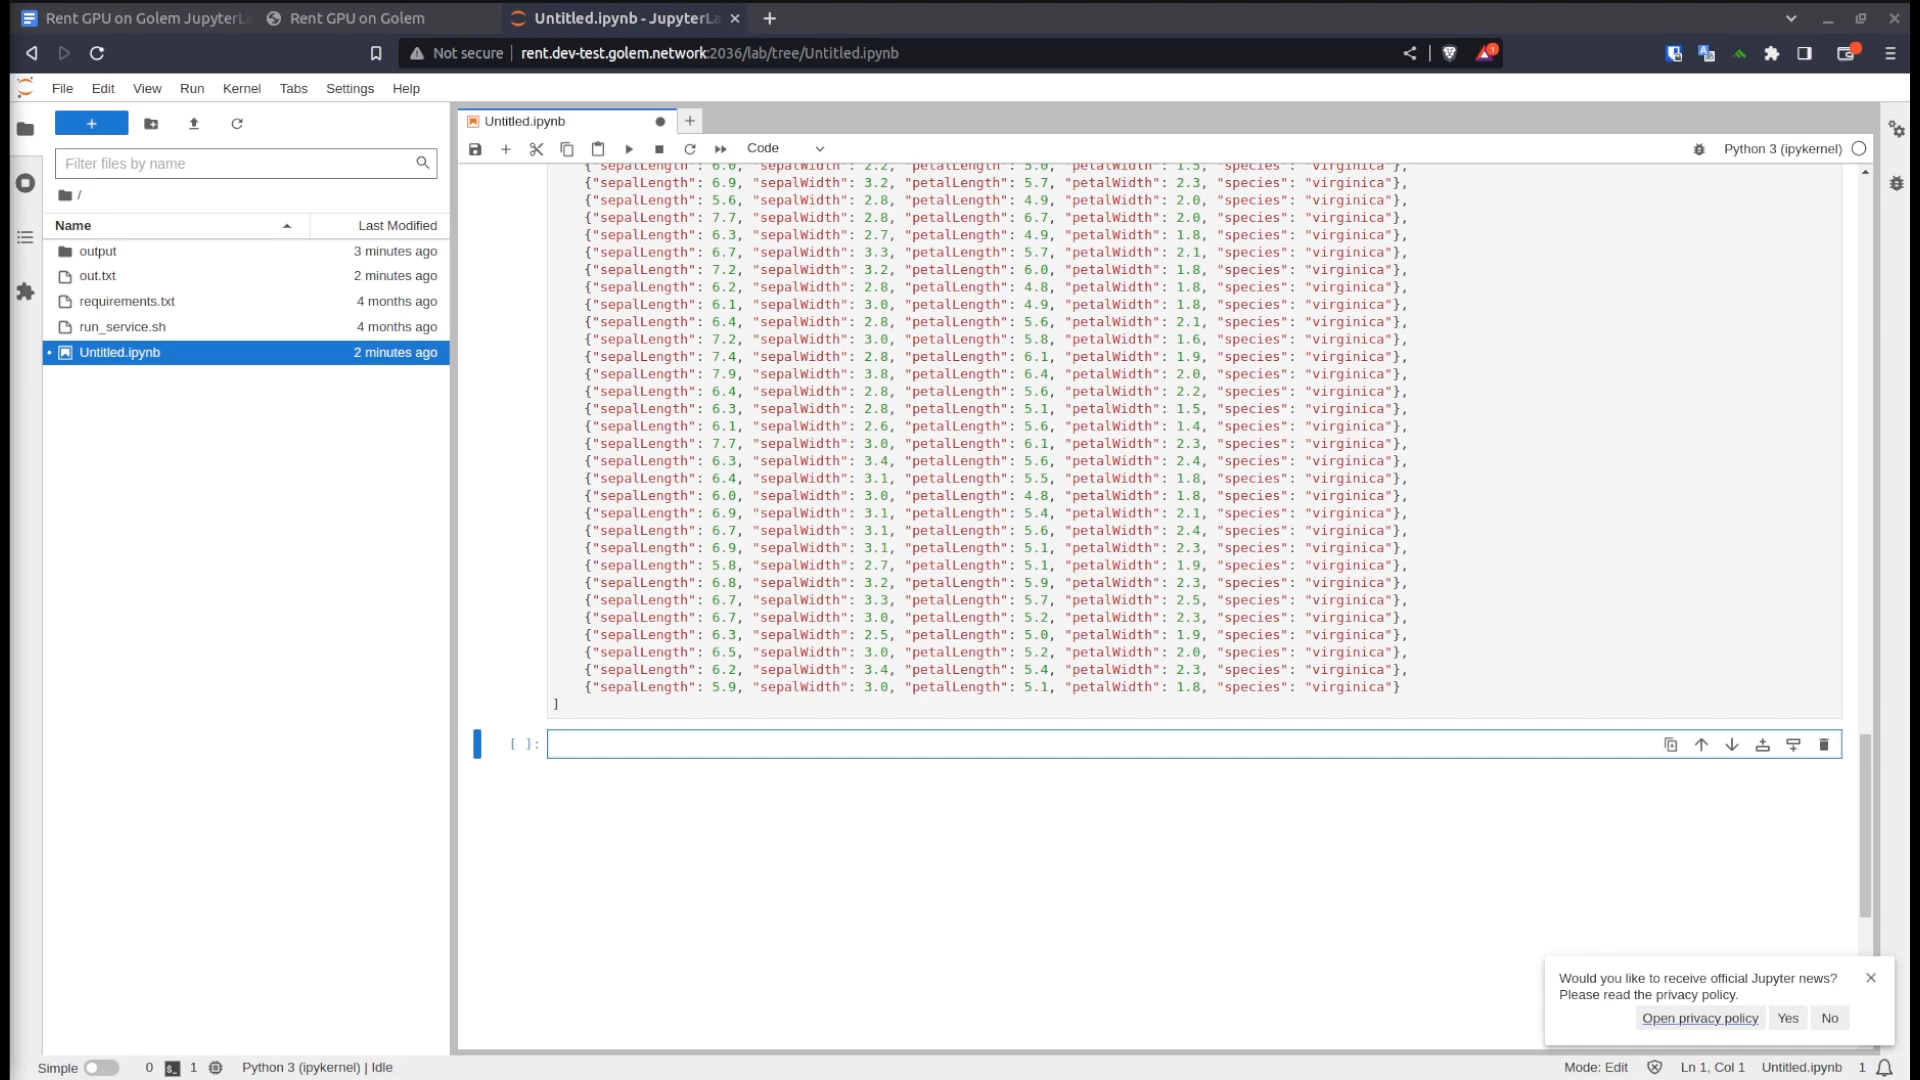 Rent GPU on Golem JupyterLa
Rent GPU on Golem
Untitled.ipynb - JupyterLa
Not secure
rent.dev-test.golem.network:2036/lab/tree/Untitled.ipynb
1
File Edit View Run Kernel Tabs Settings Help
Untitled.ipynb
Filter files by name
Code
Python 3 (ipykernel)
/
Name Last Modified
output 3 minutes ago
out.txt 2 minutes ago
requirements.txt 4 months ago
run_service.sh 4 months ago
Untitled.ipynb 2 minutes ago
{"sepalLength": 6.0, "sepalWidth": 2.2, "petalLength": 5.0, "petalWidth": 1.5, "species": "virginica"},
{"sepalLength": 6.9, "sepalWidth": 3.2, "petalLength": 5.7, "petalWidth": 2.3, "species": "virginica"},
{"sepalLength": 5.6, "sepalWidth": 2.8, "petalLength": 4.9, "petalWidth": 2.0, "species": "virginica"},
{"sepalLength": 7.7, "sepalWidth": 2.8, "petalLength": 6.7, "petalWidth": 2.0, "species": "virginica"},
{"sepalLength": 6.3, "sepalWidth": 2.7, "petalLength": 4.9, "petalWidth": 1.8, "species": "virginica"},
{"sepalLength": 6.7, "sepalWidth": 3.3, "petalLength": 5.7, "petalWidth": 2.1, "species": "virginica"},
{"sepalLength": 7.2, "sepalWidth": 3.2, "petalLength": 6.0, "petalWidth": 1.8, "species": "virginica"},
{"sepalLength": 6.2, "sepalWidth": 2.8, "petalLength": 4.8, "petalWidth": 1.8, "species": "virginica"},
{"sepalLength": 6.1, "sepalWidth": 3.0, "petalLength": 4.9, "petalWidth": 1.8, "species": "virginica"},
{"sepalLength": 6.4, "sepalWidth": 2.8, "petalLength": 5.6, "petalWidth": 2.1, "species": "virginica"},
{"sepalLength": 7.2, "sepalWidth": 3.0, "petalLength": 5.8, "petalWidth": 1.6, "species": "virginica"},
{"sepalLength": 7.4, "sepalWidth": 2.8, "petalLength": 6.1, "petalWidth": 1.9, "species": "virginica"},
{"sepalLength": 7.9, "sepalWidth": 3.8, "petalLength": 6.4, "petalWidth": 2.0, "species": "virginica"},
{"sepalLength": 6.4, "sepalWidth": 2.8, "petalLength": 5.6, "petalWidth": 2.2, "species": "virginica"},
{"sepalLength": 6.3, "sepalWidth": 2.8, "petalLength": 5.1, "petalWidth": 1.5, "species": "virginica"},
{"sepalLength": 6.1, "sepalWidth": 2.6, "petalLength": 5.6, "petalWidth": 1.4, "species": "virginica"},
{"sepalLength": 7.7, "sepalWidth": 3.0, "petalLength": 6.1, "petalWidth": 2.3, "species": "virginica"},
{"sepalLength": 6.3, "sepalWidth": 3.4, "petalLength": 5.6, "petalWidth": 2.4, "species": "virginica"},
{"sepalLength": 6.4, "sepalWidth": 3.1, "petalLength": 5.5, "petalWidth": 1.8, "species": "virginica"},
{"sepalLength": 6.0, "sepalWidth": 3.0, "petalLength": 4.8, "petalWidth": 1.8, "species": "virginica"},
{"sepalLength": 6.9, "sepalWidth": 3.1, "petalLength": 5.4, "petalWidth": 2.1, "species": "virginica"},
{"sepalLength": 6.7, "sepalWidth": 3.1, "petalLength": 5.6, "petalWidth": 2.4, "species": "virginica"},
{"sepalLength": 6.9, "sepalWidth": 3.1, "petalLength": 5.1, "petalWidth": 2.3, "species": "virginica"},
{"sepalLength": 5.8, "sepalWidth": 2.7, "petalLength": 5.1, "petalWidth": 1.9, "species": "virginica"},
{"sepalLength": 6.8, "sepalWidth": 3.2, "petalLength": 5.9, "petalWidth": 2.3, "species": "virginica"},
{"sepalLength": 6.7, "sepalWidth": 3.3, "petalLength": 5.7, "petalWidth": 2.5, "species": "virginica"},
{"sepalLength": 6.7, "sepalWidth": 3.0, "petalLength": 5.2, "petalWidth": 2.3, "species": "virginica"},
{"sepalLength": 6.3, "sepalWidth": 2.5, "petalLength": 5.0, "petalWidth": 1.9, "species": "virginica"},
{"sepalLength": 6.5, "sepalWidth": 3.0, "petalLength": 5.2, "petalWidth": 2.0, "species": "virginica"},
{"sepalLength": 6.2, "sepalWidth": 3.4, "petalLength": 5.4, "petalWidth": 2.3, "species": "virginica"},
{"sepalLength": 5.9, "sepalWidth": 3.0, "petalLength": 5.1, "petalWidth": 1.8, "species": "virginica"}
]
[ ]:
Would you like to receive official Jupyter news?
Please read the privacy policy.
Open privacy policy Yes No
Simple 0 1 Python 3 (ipykernel) | Idle
Mode: Edit Ln 1, Col 1 Untitled.ipynb 1